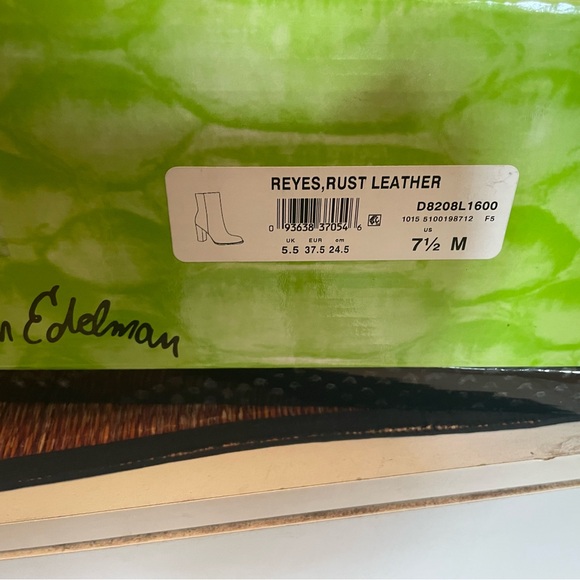 REYES,RUST LEATHER
D8208L1600
0 93638 37054 6
1015 5100198712 F5
UK EUR cm
US
5.5 37.5 24.5
7½ M
Edelman